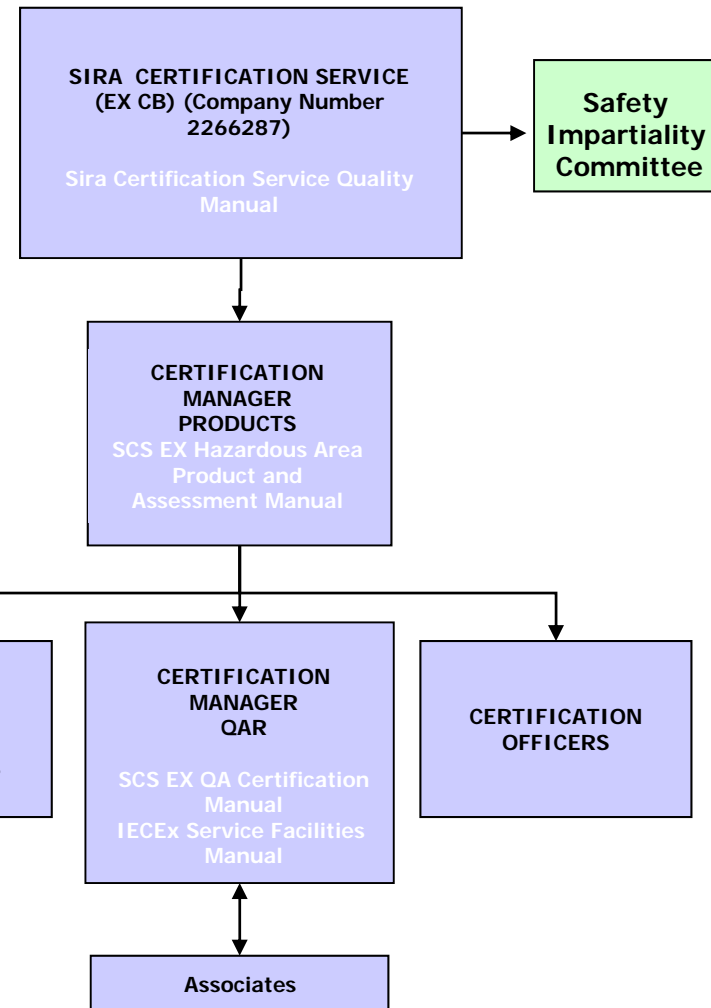 SIRA CERTIFICATION SERVICE
(EX CB) (Company Number
2266287)
Sira Certification Service Quality
Manual
Safety
Impartiality
Committee
CERTIFICATION
MANAGER
PRODUCTS
SCS EX Hazardous Area
Product and
Assessment Manual
CERTIFICATION
MANAGER
QAR
SCS EX QA Certification
Manual
IECEx Service Facilities
Manual
CERTIFICATION
OFFICERS
Associates